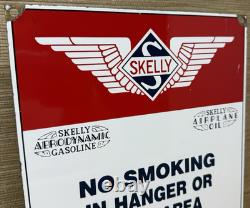 S
SKELLY
SKELLY
AERODYNAMIC
GASOLINE
SKELLY
AIRPLANE
OIL
NO SMOKING
IN HANGER OR
AREA